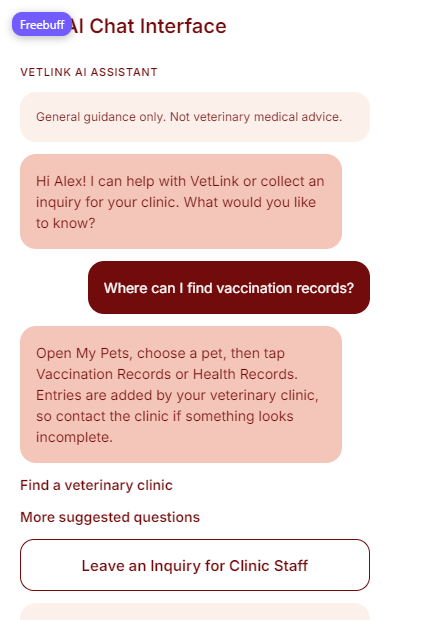 Freebuff
AI Chat Interface
VETLINK AI ASSISTANT
General guidance only. Not veterinary medical advice.
Hi Alex! I can help with VetLink or collect an
inquiry for your clinic. What would you like
to know?
Where can I find vaccination records?
Open My Pets, choose a pet, then tap
Vaccination Records or Health Records.
Entries are added by your veterinary clinic,
so contact the clinic if something looks
incomplete.
Find a veterinary clinic
More suggested questions
Leave an Inquiry for Clinic Staff